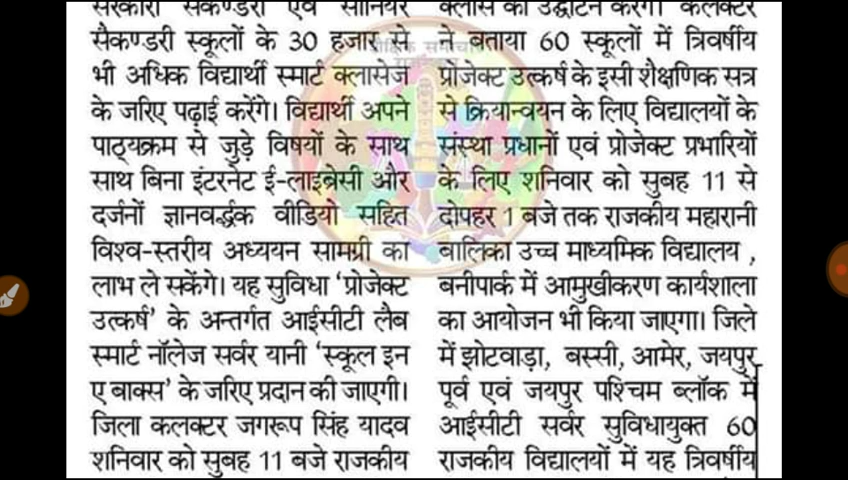 सरकारी सैकण्डरी एवं सीनियर
सैकण्डरी स्कूलों के 30 हजार से
भी अधिक विद्यार्थी स्मार्ट क्लासेज
के जरिए पढ़ाई करेंगे। विद्यार्थी अपने
पाठ्यक्रम से जुड़े विषयों के साथ
साथ बिना इंटरनेट ई-लाइब्रेसी और
दर्जनों ज्ञानवर्द्धक वीडियो सहित
विश्व-स्तरीय अध्ययन सामग्री का
लाभ ले सकेंगे। यह सुविधा 'प्रोजेक्ट
उत्कर्ष' के अन्तर्गत आईसीटी लैब
स्मार्ट नॉलेज सर्वर यानी 'स्कूल इन
ए बाक्स' के जरिए प्रदान की जाएगी।
जिला कलक्टर जगरूप सिंह यादव
शनिवार को सुबह 11 बजे राजकीय
क्लास का उद्घाटन करेंगे। कलक्टर
ने बताया 60 स्कूलों में त्रिवर्षीय
प्रोजेक्ट उत्कर्ष के इसी शैक्षणिक सत्र
से क्रियान्वयन के लिए विद्यालयों के
संस्था प्रधानों एवं प्रोजेक्ट प्रभारियों
के लिए शनिवार को सुबह 11 से
दोपहर 1 बजे तक राजकीय महारानी
बालिका उच्च माध्यमिक विद्यालय ,
बनीपार्क में आमुखीकरण कार्यशाला
का आयोजन भी किया जाएगा। जिले
में झोटवाड़ा, बस्सी, आमेर, जयपुर
पूर्व एवं जयपुर पश्चिम ब्लॉक में
आईसीटी सर्वर सुविधायुक्त 60
राजकीय विद्यालयों में यह त्रिवर्षीय